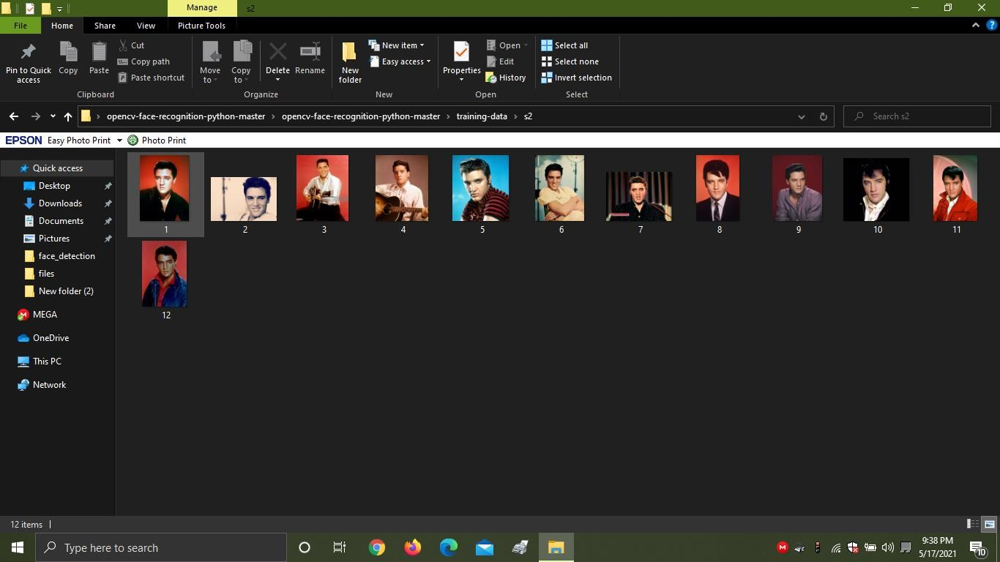 Manage
s2
File
Home
Share
View
Picture Tools
Pin to Quick access
Copy
Paste
Cut
Copy path
Paste shortcut
Clipboard
Move to
Copy to
Delete
Rename
Organize
New folder
New item
Easy access
New
Properties
Open
Edit
History
Open
Select all
Select none
Invert selection
Select
opencv-face-recognition-python-master
opencv-face-recognition-python-master
training-data
s2
Search s2
EPSON Easy Photo Print
Photo Print
Quick access
Desktop
Downloads
Documents
Pictures
face_detection
files
New folder (2)
MEGA
OneDrive
This PC
Network
1 2 3 4 5 6 7 8 9 10 11
12
12 items
Type here to search
9:38 PM
5/17/2021
10